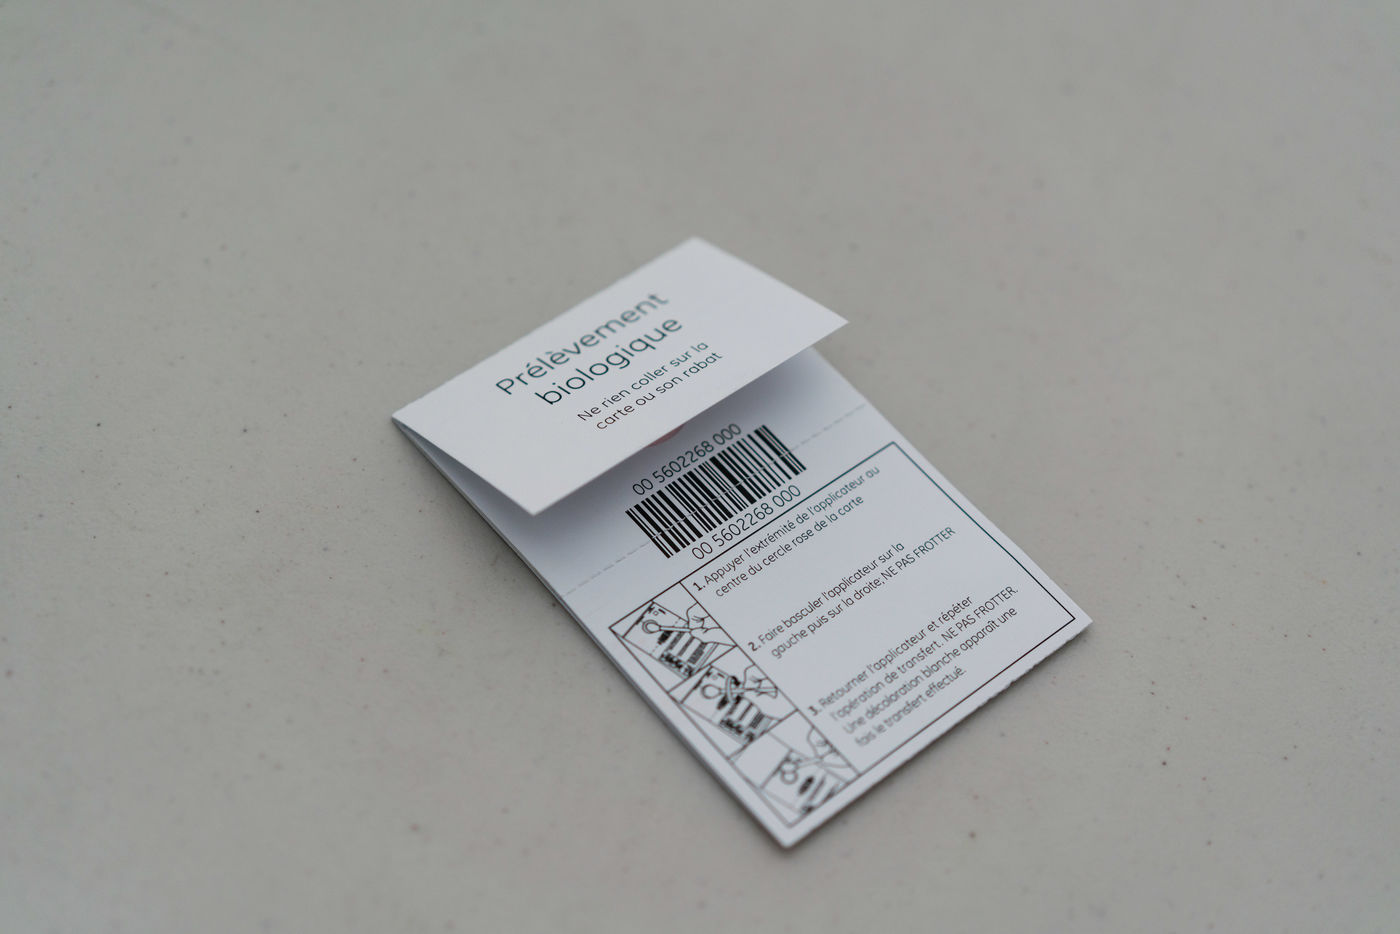 Prélèvement
biologique
Ne rien coller sur la
carte ou son rabat
00 5602268 000
00 5602268 000
1. Appuyer l'extrémité de l'applicateur au
centre du cercle rose de la carte
2. Faire basculer l'applicateur sur la
gauche puis sur la droite; NE PAS FROTTER
3. Retourner l'applicateur et répéter
l'opération de transfert. NE PAS FROTTER.
Une décoloration blanche apparaît une
fois le transfert effectué.